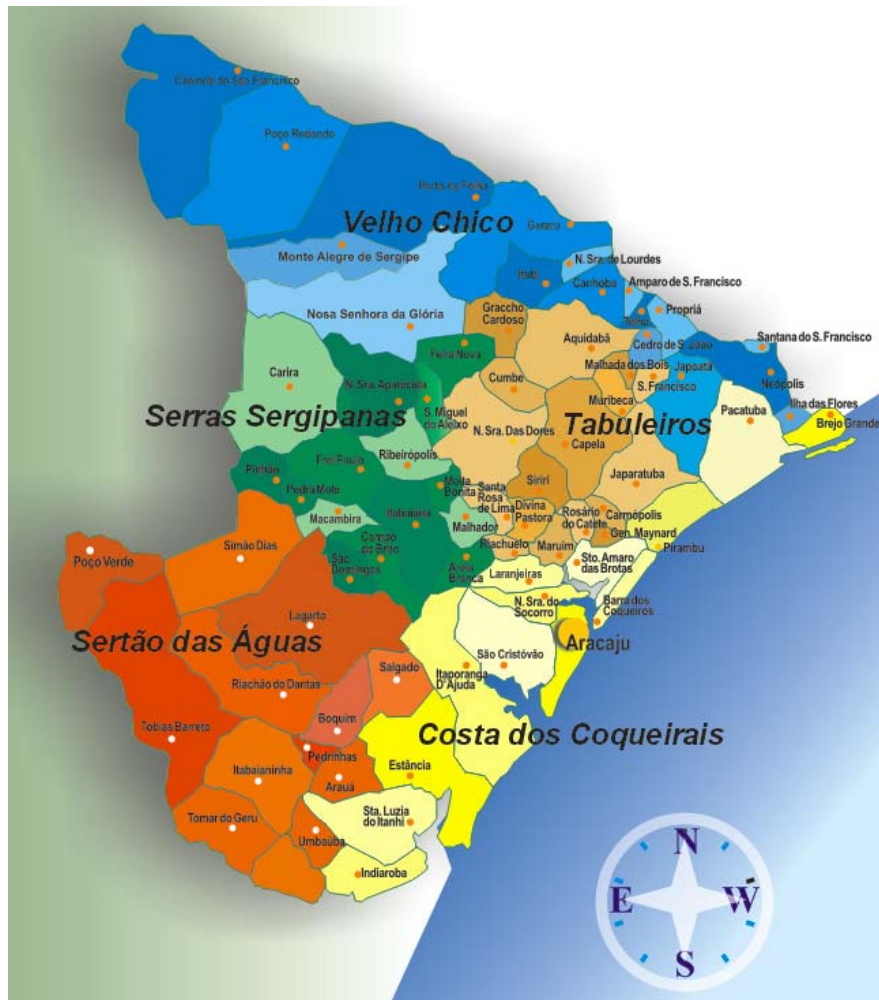 Canindé do São Francisco
Poço Redondo
Porto da Folha
Velho Chico
Gararu
Monte Alegre de Sergipe
N. Sra. de Lourdes
Itabi
Canhoba
Amparo de S. Francisco
Nosa Senhora da Glória
Graccho
Cardoso
Propriá
Telha
Aquidabã
Cedro de S. João
Santana do S. Francisco
Feira Nova
Malhada dos Bois
Japoatã
Carira
N. Sra. Aparecida
Cumbe
S. Francisco
Neópolis
Muribeca
Ilha das Flores
Serras Sergipanas
S. Miguel
do Aleixo
Tabuleiros
Pacatuba
Brejo Grande
N. Sra. Das Dores
Capela
Ribeirópolis
Frei Paulo
Pinhão
Moita
Bonita
Siriri
Japaratuba
Pedra Mole
Santa
Rosa
de Lima
Divina
Pastora
Macambira
Itabaiana
Malhador
Rosário
do Catete
Carmópolis
Gen. Maynard
Simão Dias
Campo
do Brito
Riachuelo
Maruim
Pirambu
Poço Verde
São
Domingos
Areia
Branca
Sto. Amaro
das Brotas
Laranjeiras
Lagarto
N. Sra. do
Socorro
Barra dos
Coqueiros
Sertão das Águas
Aracaju
São Cristóvão
Salgado
Itaporanga
D'Ajuda
Riachão do Dantas
Boquim
Tobias Barreto
Costa dos Coqueirais
Pedrinhas
Itabaianinha
Estância
Arauá
Sta. Luzia
do Itanhi
Tomar do Geru
Umbaúba
Indiaroba
N
E
W
S